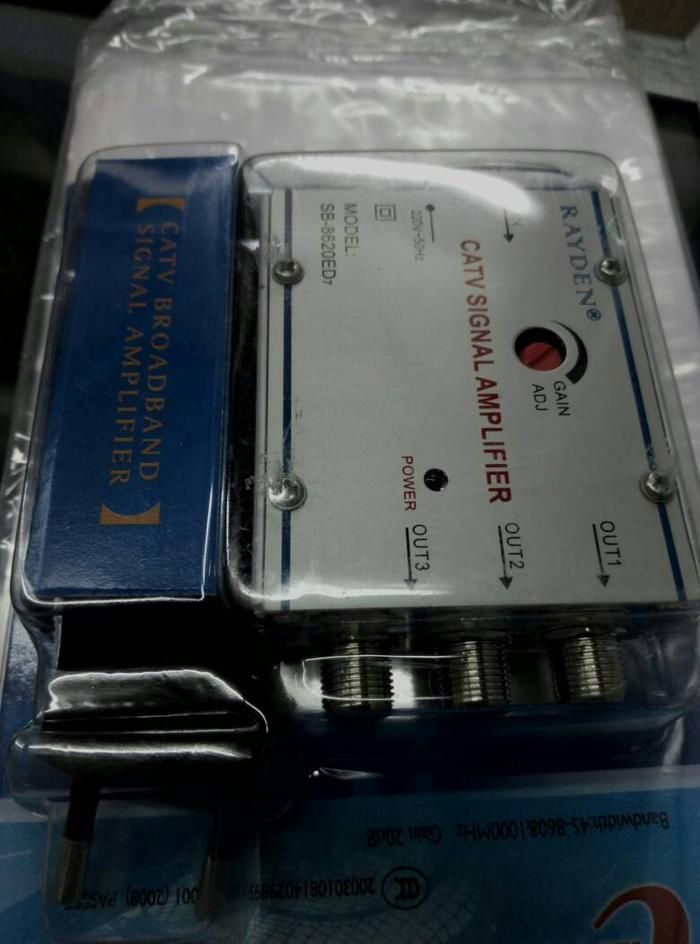 【CATV BROADBAND
SIGNAL AMPLIFIER】
RAYDEN®
CATV SIGNAL AMPLIFIER
220V~50Hz
MODEL:
SB-8620ED7
GAIN
ADJ
POWER
OUT1
OUT2
OUT3
Bandwidth:45-860&1000MHz Gain 20dB